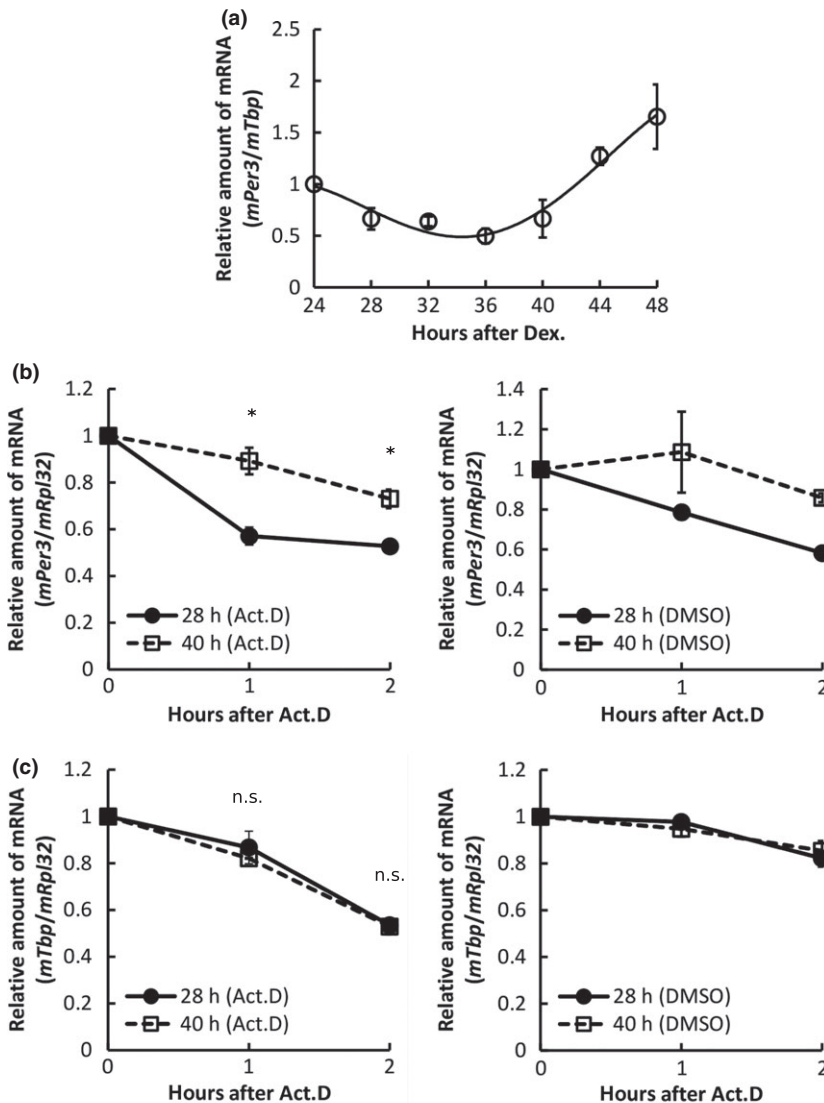 (a)
Relative amount of mRNA
(mPer3/mTbp)
2.5
2
1.5
1
0.5
0
24 28 32 36 40 44 48
Hours after Dex.
(b)
Relative amount of mRNA
(mPer3/mRpl32)
1.2
1
0.8
0.6
0.4
0.2
0
* *
28 h (Act.D)
40 h (Act.D)
0 1 2
Hours after Act.D
Relative amount of mRNA
(mPer3/mRpl32)
1.4
1.2
1
0.8
0.6
0.4
0.2
0
28 h (DMSO)
40 h (DMSO)
0 1 2
Hours after Act.D
(c)
Relative amount of mRNA
(mTbp/mRpl32)
1.2
1
0.8
0.6
0.4
0.2
0
n.s.
n.s.
28 h (Act.D)
40 h (Act.D)
0 1 2
Hours after Act.D
Relative amount of mRNA
(mTbp/mRpl32)
1.2
1
0.8
0.6
0.4
0.2
0
28 h (DMSO)
40 h (DMSO)
0 1 2
Hours after Act.D